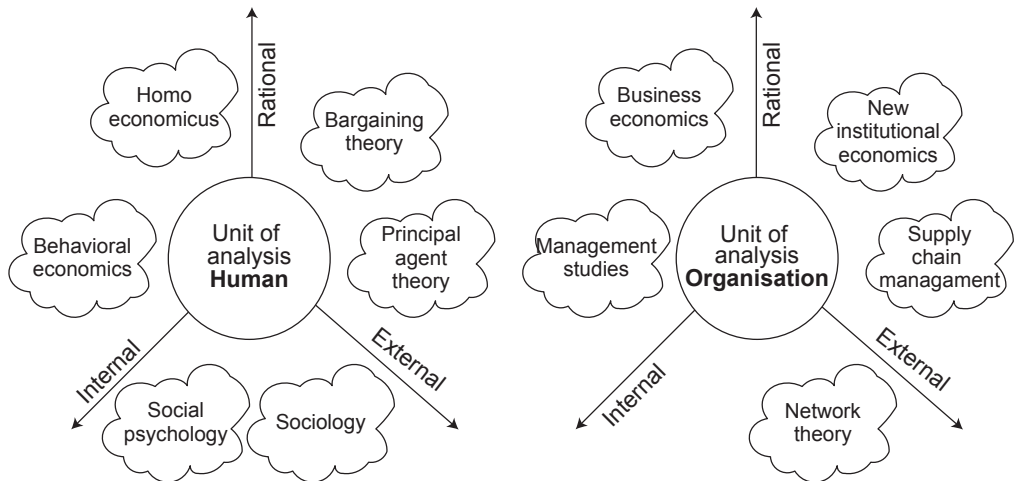 Rational
Homo
economicus
Bargaining
theory
Behavioral
economics
Unit of
analysis
Human
Principal
agent
theory
Internal
External
Social
psychology
Sociology
Rational
Business
economics
New
institutional
economics
Management
studies
Unit of
analysis
Organisation
Supply
chain
managament
Internal
External
Network
theory